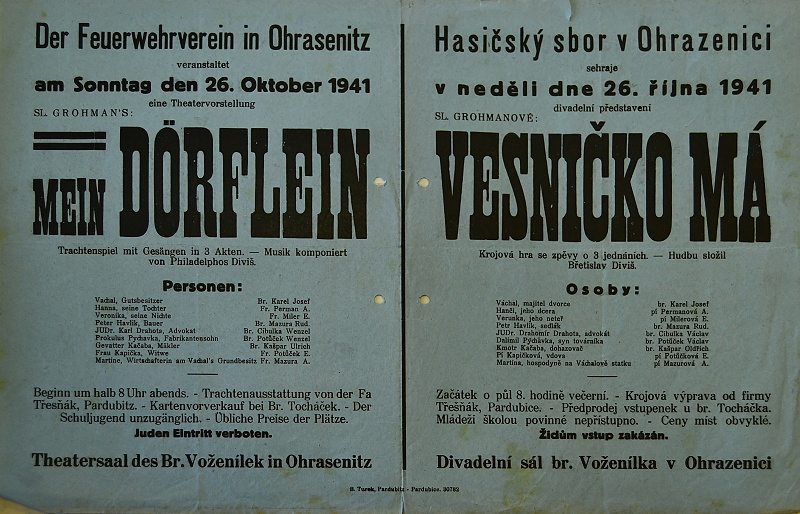 Der Feuerwehrverein in Ohrasenitz
veranstaltet
am Sonntag den 26. Oktober 1941
eine Theatervorstellung
SL. GROHMAN'S:
MEIN DÖRFLEIN
Trachtenspiel mit Gesängen in 3 Akten. — Musik komponiert
von Philadelphos Diviš.
Personen:
Vachal, Gutsbesitzer Br. Karel Josef
Hanna, seine Tochter Fr. Perman A.
Veronika, seine Nichte Fr. Miler E.
Peter Havlik, Bauer Br. Mazura Rud.
JUDr. Karl Drahota, Advokat Br. Cibulka Wenzel
Prokulus Pychavka, Fabrikantensohn Br. Potůček Wenzel
Gevatter Kačaba, Mäkler Br. Kašpar Ulrich
Frau Kapička, Witwe Fr. Potůček E.
Martine, Wirtschafterin am Vachal's Grundbesitz Fr. Mazura A.
Beginn um halb 8 Uhr abends. - Trachtenausstattung von der Fa
Třesňák, Pardubitz. - Kartenvorverkauf bei Br. Tocháček. - Der
Schuljugend unzugänglich. - Übliche Preise der Plätze.
Juden Eintritt verboten.
Theatersaal des Br. Voženílek in Ohrasenitz
Hasičský sbor v Ohrazenici
sehraje
v neděli dne 26. října 1941
divadelní představení
SL. GROHMANOVÉ:
VESNIČKO MÁ
Krojová hra se zpěvy o 3 jednáních. — Hudbu složil
Břetislav Diviš.
Osoby:
Váchal, majitel dvorce br. Karel Josef
Hančí, jeho dcera pí Permanová A.
Verunka, jeho neteř pí Milerová E.
Petr Havlík, sedlák br. Mazura Rud.
JUDr. Drahomír Drahota, advokát br. Cibulka Václav
Dalimil Pýchávka, syn továrníka br. Potůček Václav
Kmotr Kačaba, dohazovač br. Kašpar Oldřich
Pí Kapičková, vdova pí Potůčková E.
Martina, hospodyně na Váchalově statku pí Mazurová A.
Začátek o půl 8. hodině večerní. - Krojová výprava od firmy
Třešňák, Pardubice. - Předprodej vstupenek u br. Tocháčka.
Mládeži školou povinné nepřístupno. - Ceny míst obvyklé.
Židům vstup zakázán.
Divadelní sál br. Voženílka v Ohrazenici
B. Turek, Pardubitz - Pardubice. 30782